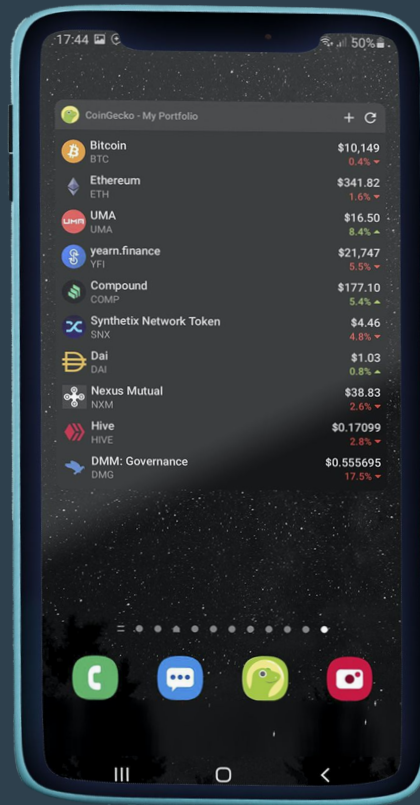 17:44
50%
CoinGecko - My Portfolio
Bitcoin $10,149
BTC 0.4%
Ethereum $341.82
ETH 1.6%
UMA
UMA $16.50
UMA 8.4%
yearn.finance $21,747
YFI 5.5%
Compound $177.10
COMP 5.4%
Synthetix Network Token $4.46
SNX 4.8%
Dai $1.03
DAI 0.8%
Nexus Mutual $38.83
NXM 2.6%
Hive $0.17099
HIVE 2.8%
DMM: Governance $0.555695
DMG 17.5%